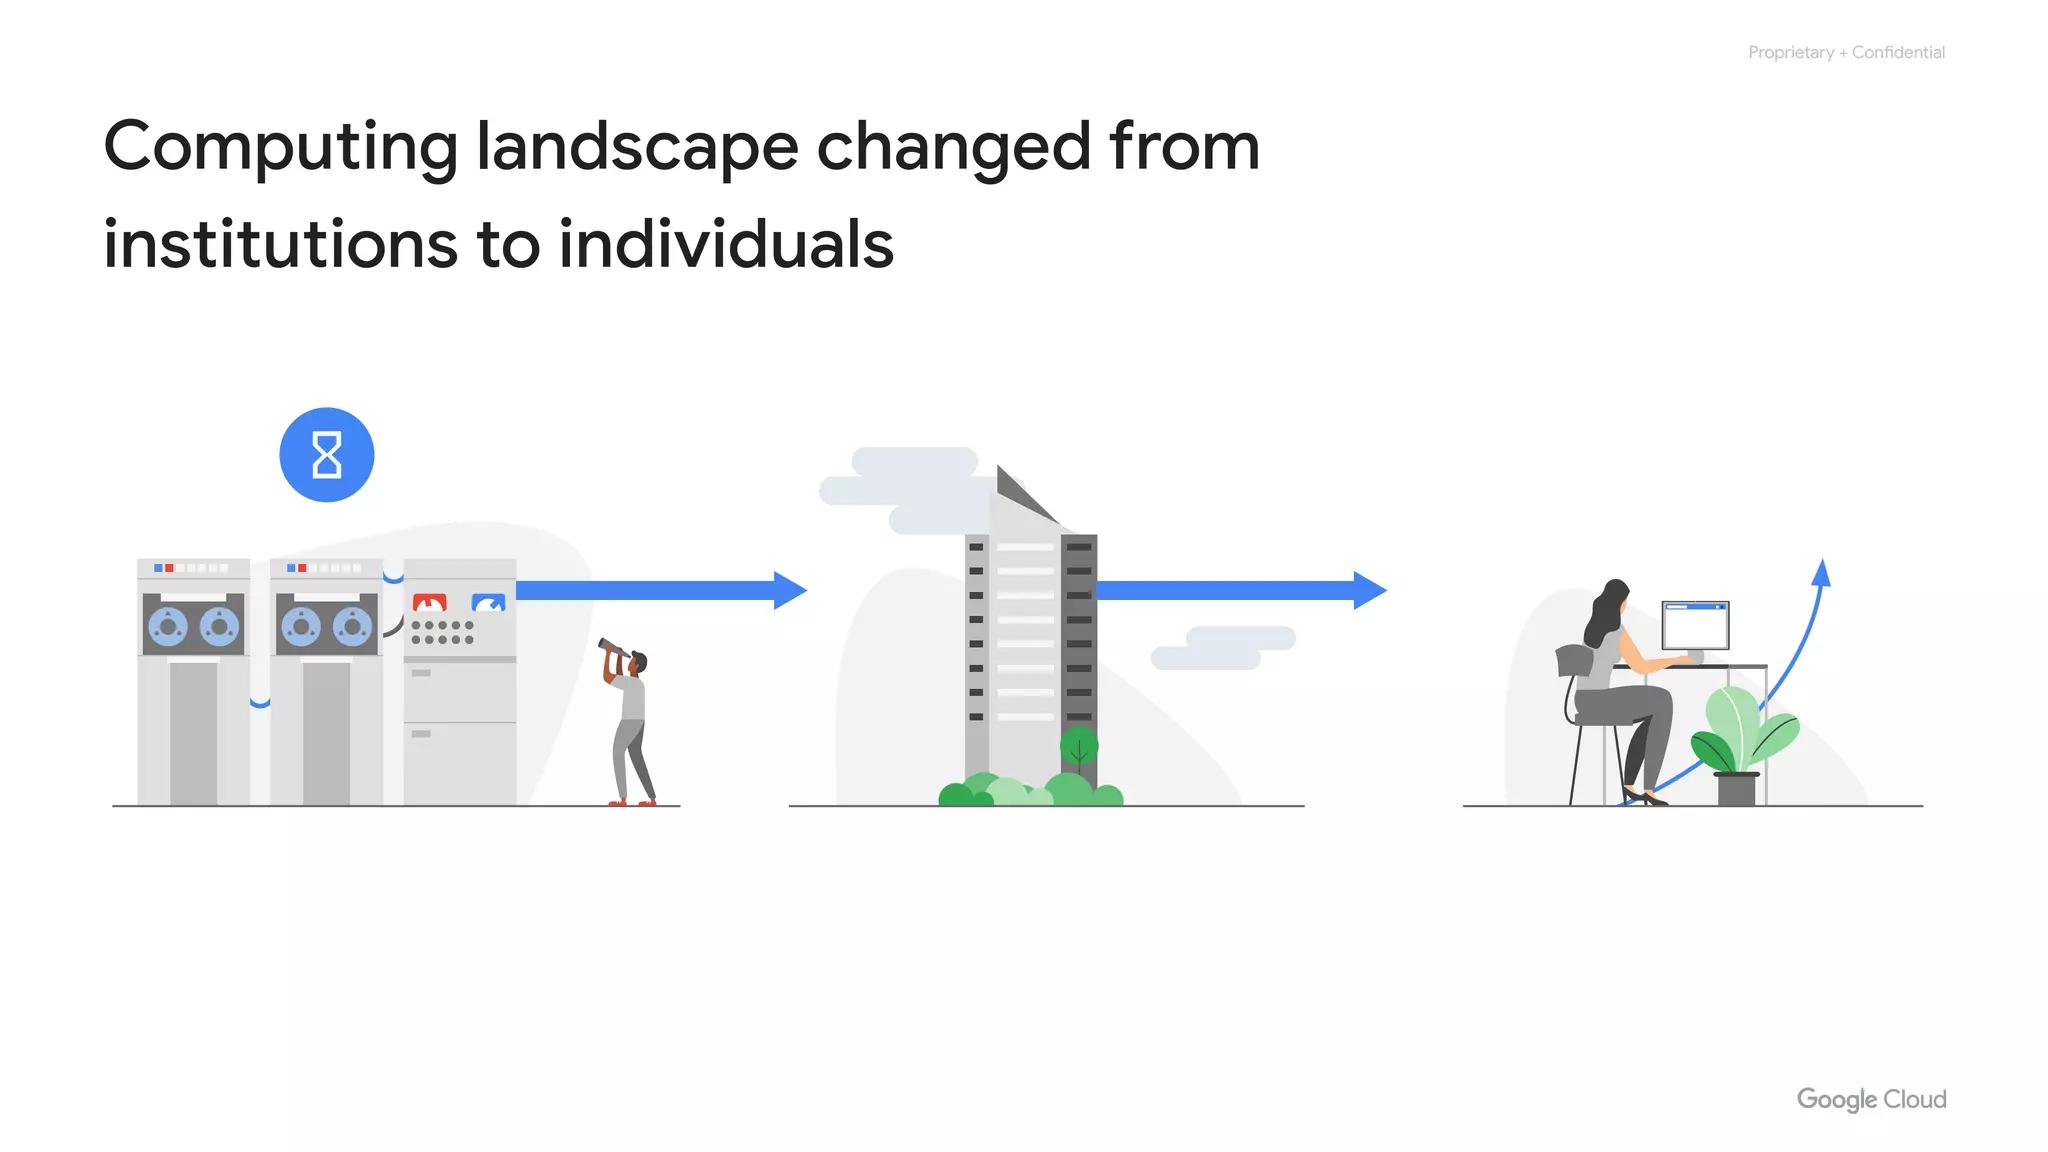 Proprietary + Confidential
Computing landscape changed from
institutions to individuals
Google Cloud